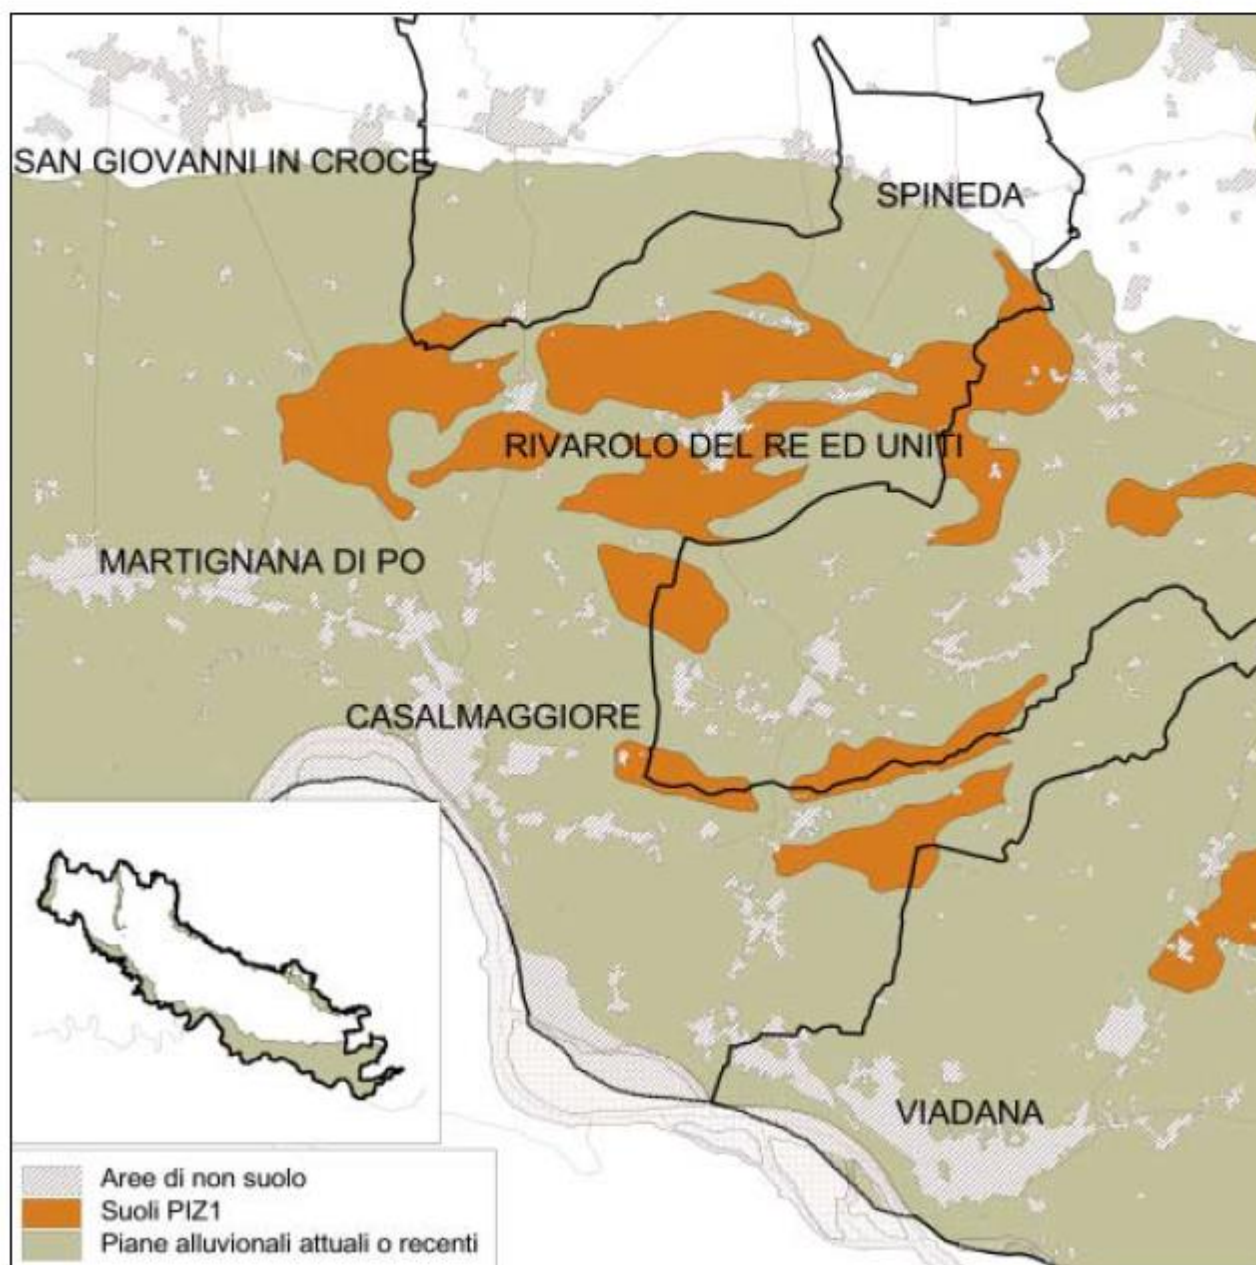 SAN GIOVANNI IN CROCE
SPINEDA
RIVAROLO DEL RE ED UNITI
MARTIGNANA DI PO
CASALMAGGIORE
VIADANA
Aree di non suolo
Suoli PIZ1
Piane alluvionali attuali o recenti